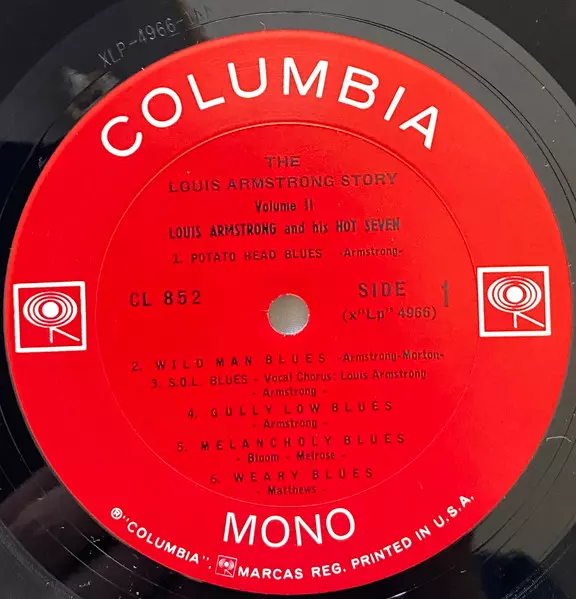 XLP-4966-1AA
COLUMBIA
THE
LOUIS ARMSTRONG STORY
Volume II
LOUIS ARMSTRONG and his HOT SEVEN
1. POTATO HEAD BLUES -Armstrong-
CL 852
SIDE 1
(x"Lp" 4966)
2. WILD MAN BLUES -Armstrong-Morton-
3. S.O.L. BLUES - Vocal Chorus: Louis Armstrong
- Armstrong -
4. GULLY LOW BLUES
- Armstrong -
5. MELANCHOLY BLUES
- Bloom - Melrose -
6. WEARY BLUES
- Matthews -
MONO
®"COLUMBIA", MARCAS REG. PRINTED IN U.S.A.